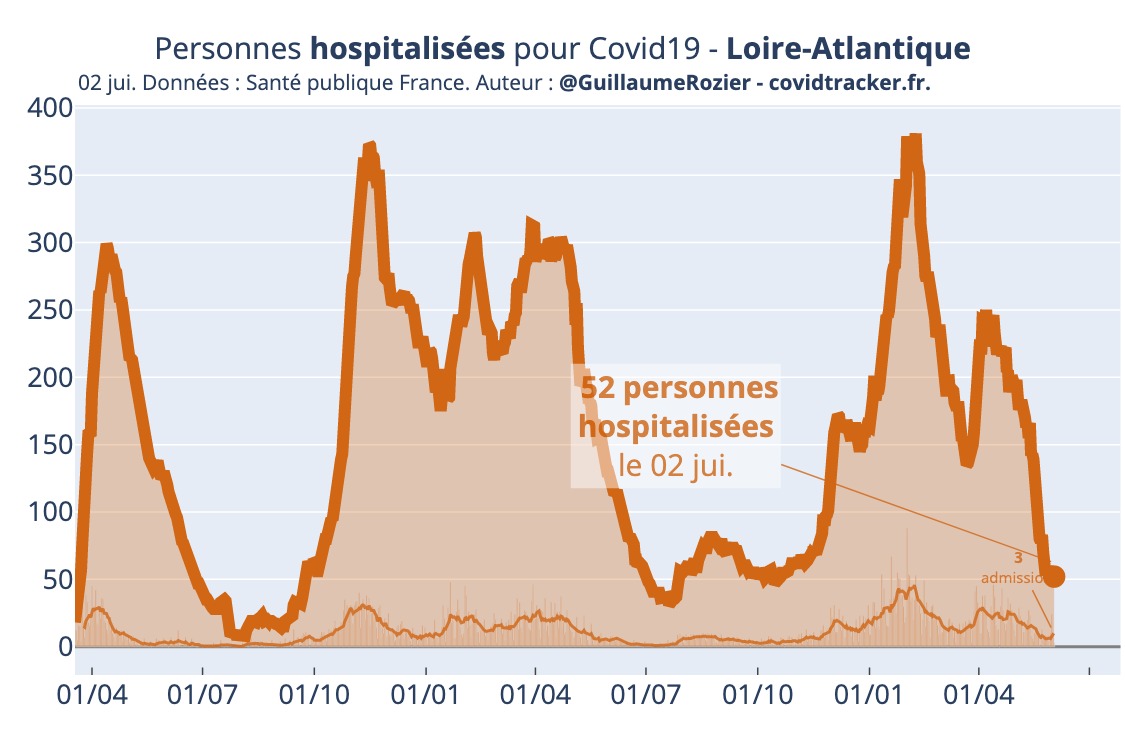 Personnes hospitalisées pour Covid19 - Loire-Atlantique
02 jui. Données : Santé publique France. Auteur : @GuillaumeRozier - covidtracker.fr.
400
350
300
250
200
150
100
50
0
52 personnes
hospitalisées
le 02 jui.
3
admissio
01/04 01/07 01/10 01/01 01/04 01/07 01/10 01/01 01/04